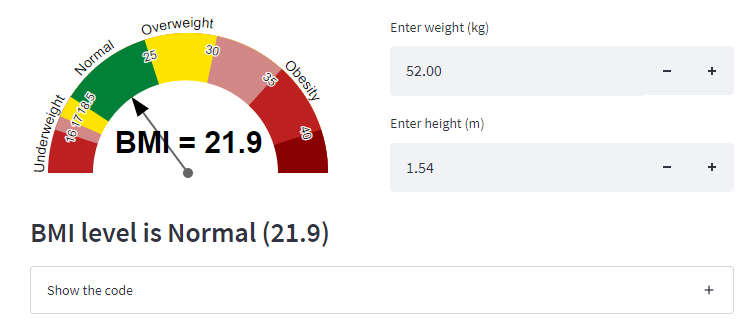 Underweight
Normal
Overweight
Obesity
16
17
18.5
25
30
35
40
BMI = 21.9
Enter weight (kg)
52.00
- +
Enter height (m)
1.54
- +
BMI level is Normal (21.9)
Show the code +